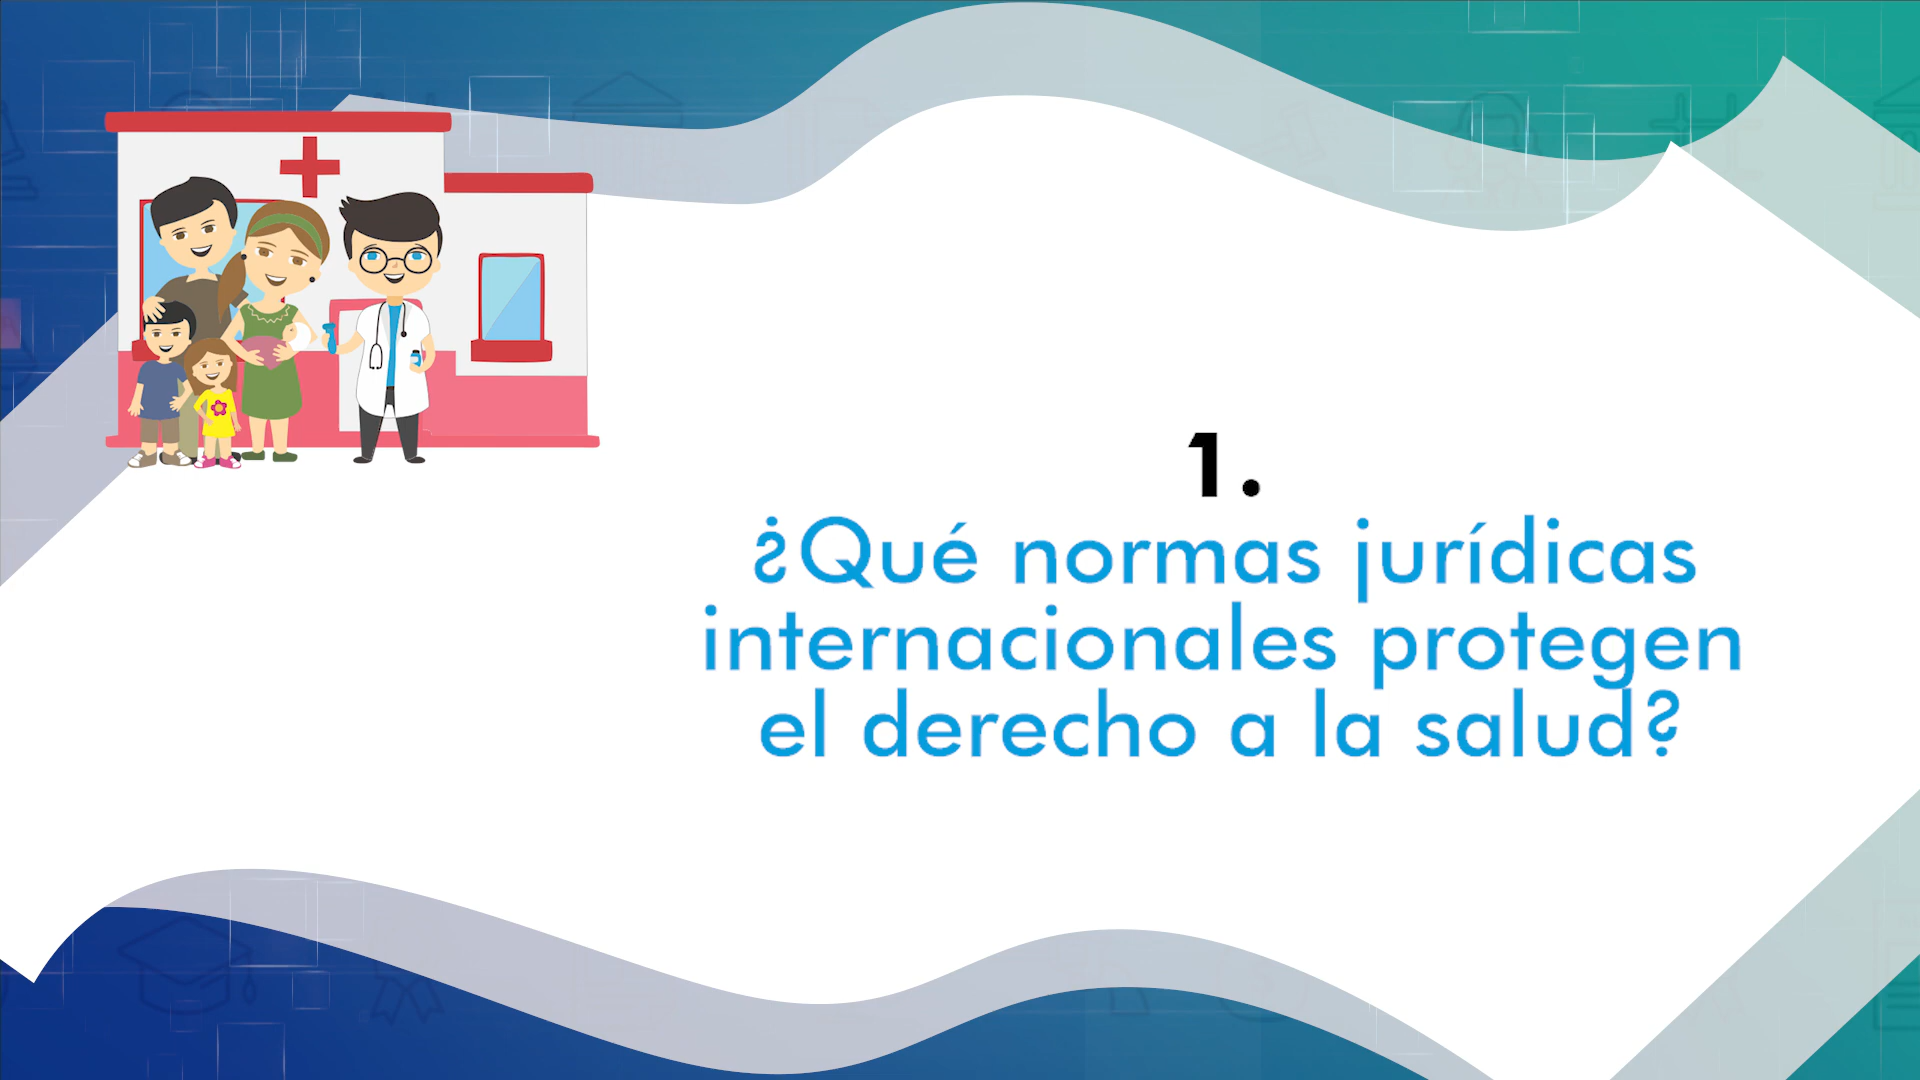 1.
¿Qué normas jurídicas
internacionales protegen
el derecho a la salud?